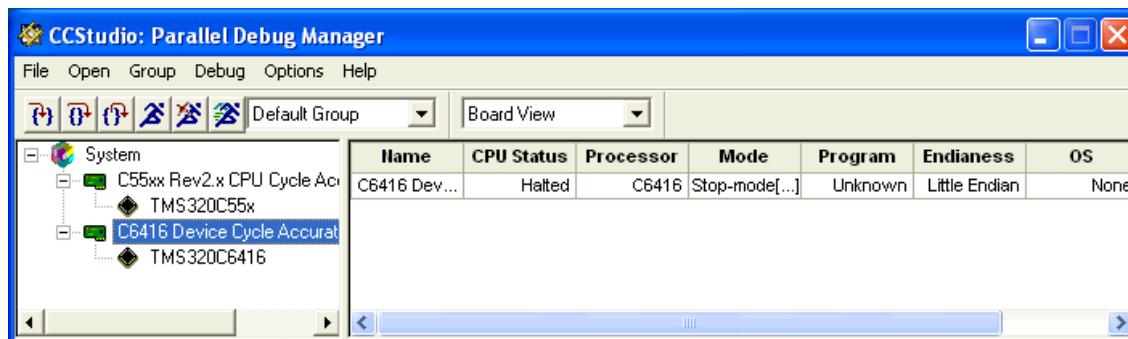 CCStudio: Parallel Debug Manager
File Open Group Debug Options Help
Default Group Board View
System
C55xx Rev2.x CPU Cycle Acc
TMS320C55x
C6416 Device Cycle Accurat
TMS320C6416
Name CPU Status Processor Mode Program Endianess OS
C6416 Dev... Halted C6416 Stop-mode[...] Unknown Little Endian None